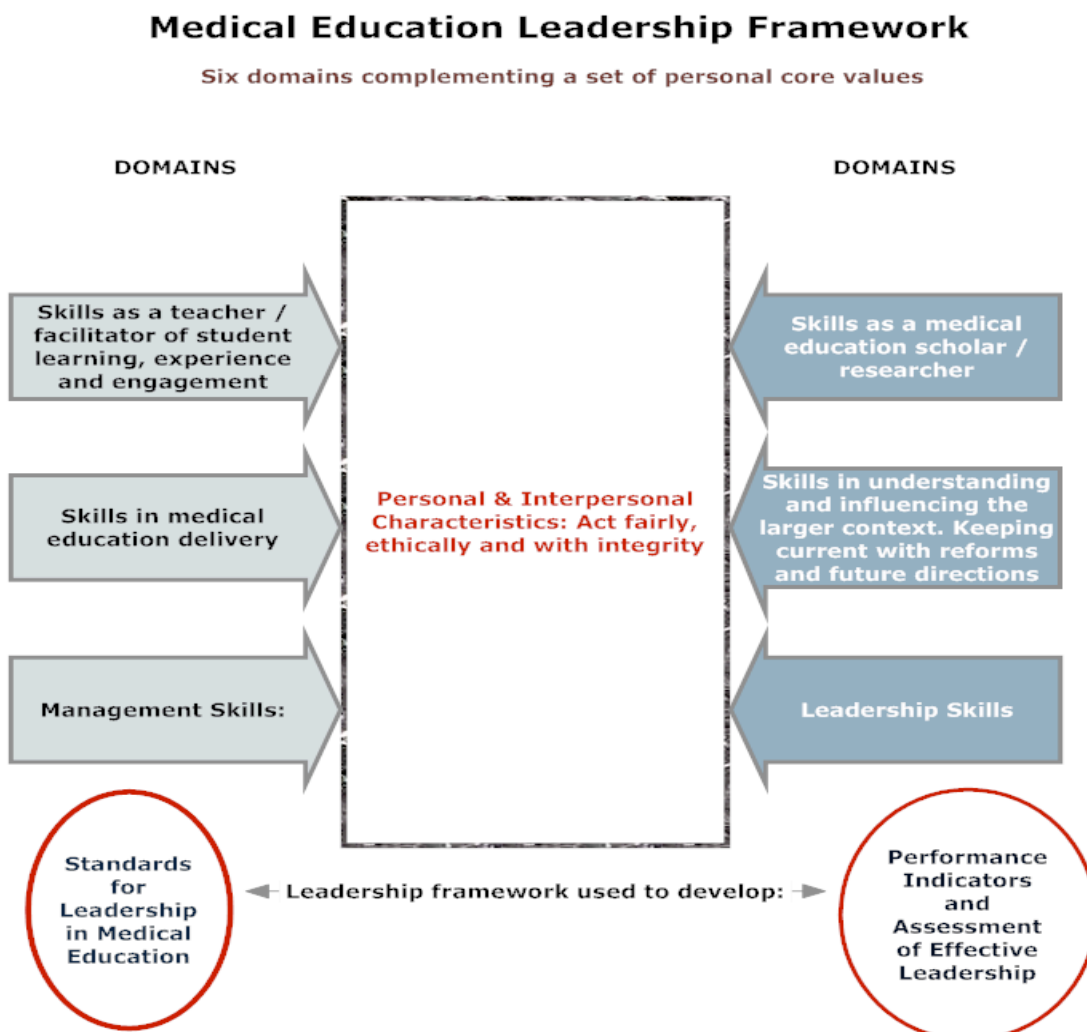 Medical Education Leadership Framework
Six domains complementing a set of personal core values
DOMAINS
DOMAINS
Skills as a teacher /
facilitator of student
learning, experience
and engagement
Skills as a medical
education scholar /
researcher
Skills in medical
education delivery
Personal & Interpersonal
Characteristics: Act fairly,
ethically and with integrity
Skills in understanding
and influencing the
larger context. Keeping
current with reforms
and future directions
Management Skills:
Leadership Skills
Standards
for
Leadership
in Medical
Education
Leadership framework used to develop:
Performance
Indicators
and
Assessment
of Effective
Leadership